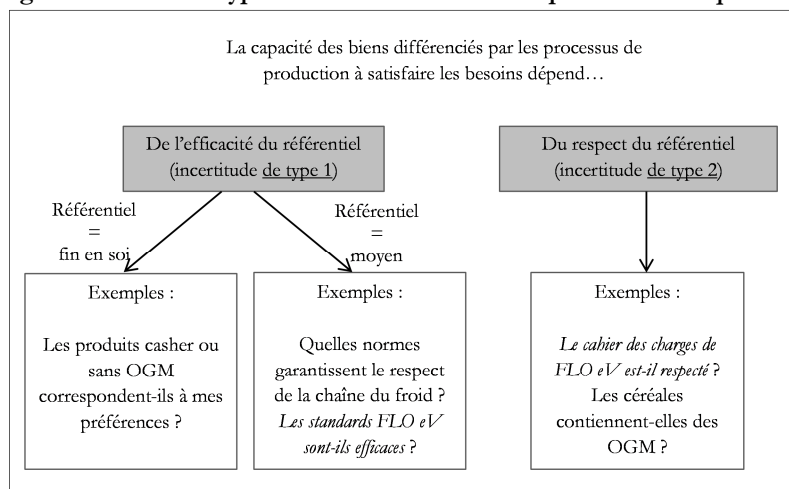 La capacité des biens différenciés par les processus de
production à satisfaire les besoins dépend…
De l'efficacité du référentiel
(incertitude de type 1)
Du respect du référentiel
(incertitude de type 2)
Référentiel
=
fin en soi
Référentiel
=
moyen
Exemples :
Les produits casher ou
sans OGM
correspondent-ils à mes
préférences ?
Exemples :
Quelles normes
garantissent le respect
de la chaîne du froid ?
Les standards FLO eV
sont-ils efficaces ?
Exemples :
Le cahier des charges de
FLO eV est-il respecté ?
Les céréales
contiennent-elles des
OGM ?